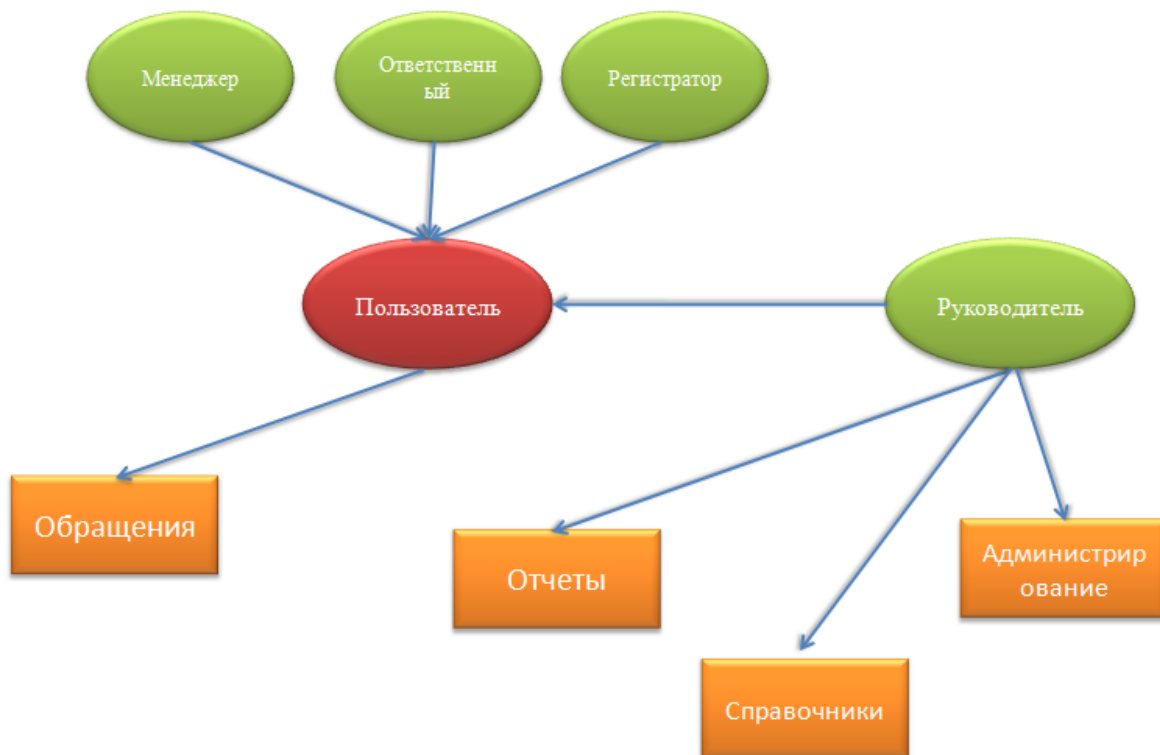 Менеджер
Ответственн
ый
Регистратор
Пользователь
Руководитель
Обращения
Отчеты
Администрир
ование
Справочники